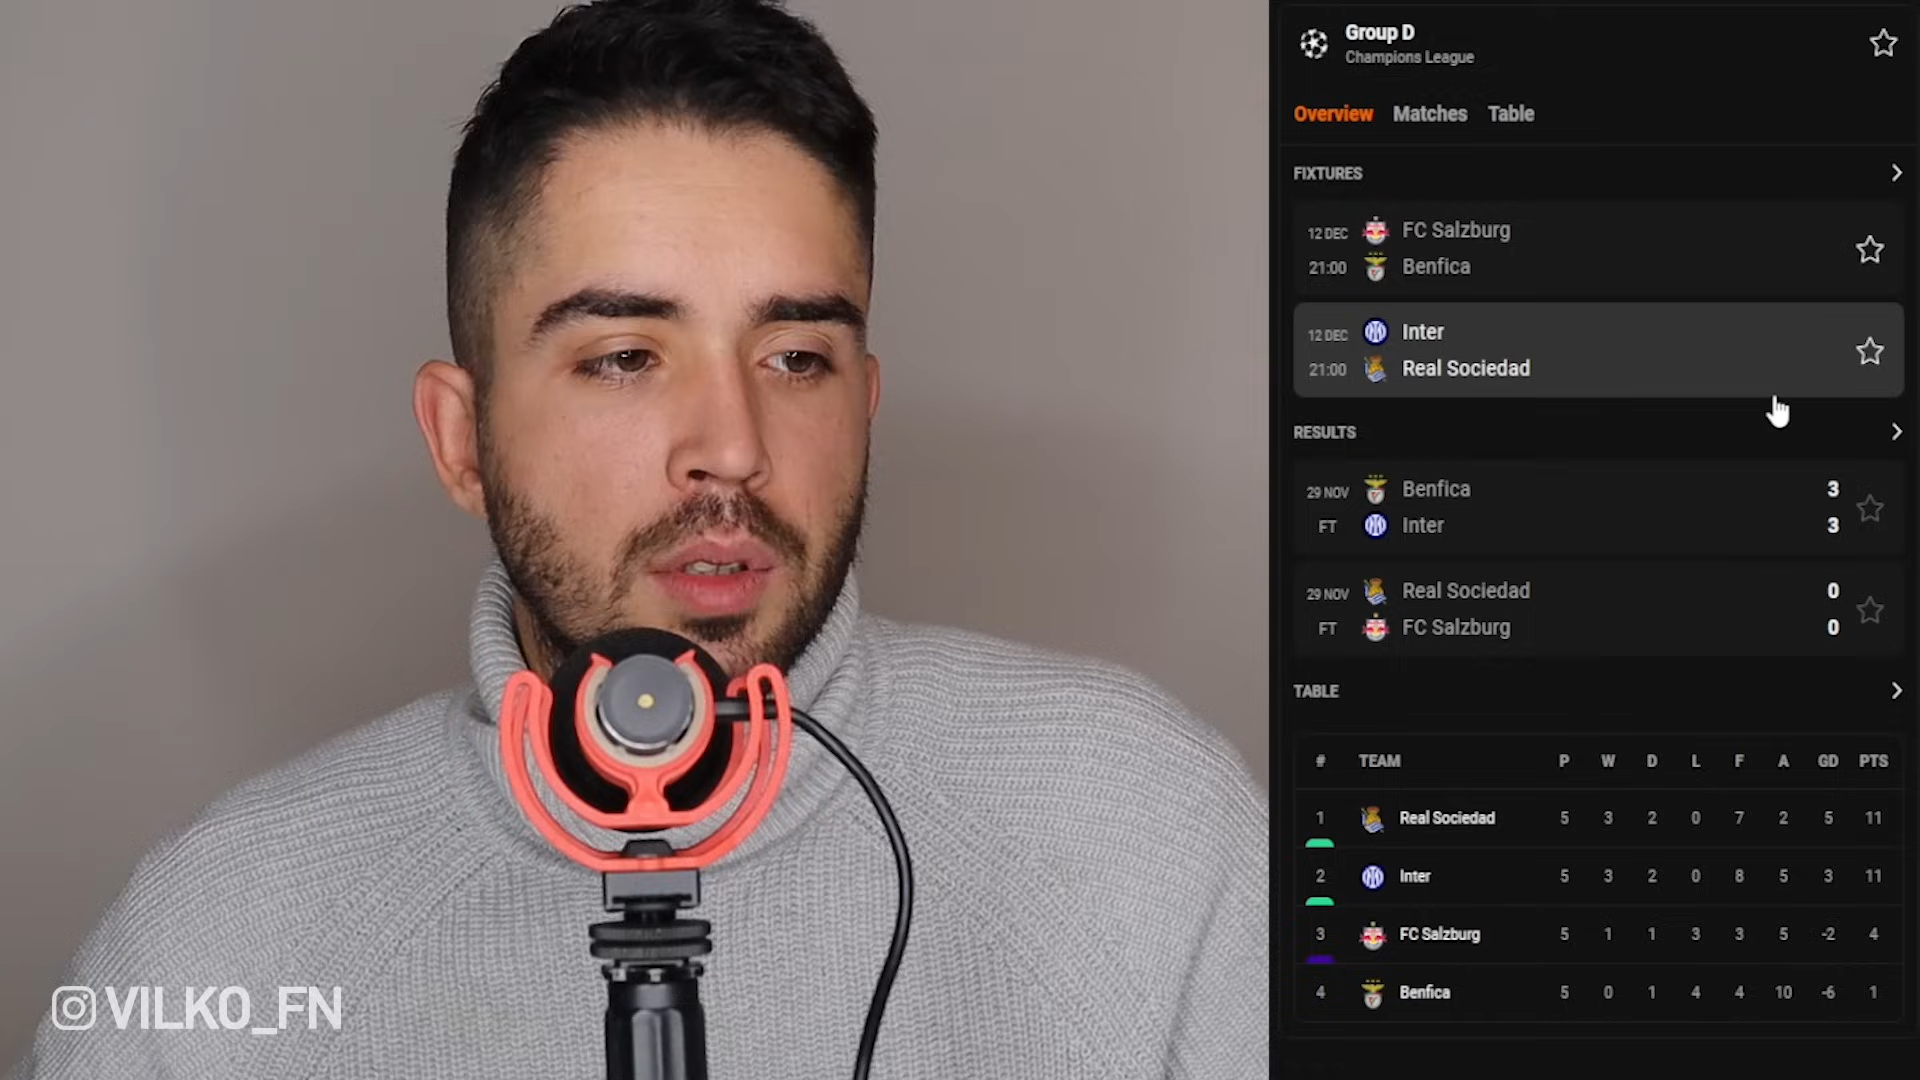 Group D
Champions League
Overview Matches Table
FIXTURES
12 DEC FC Salzburg
21:00 Benfica
12 DEC Inter
21:00 Real Sociedad
RESULTS
29 NOV Benfica 3
FT Inter 3
29 NOV Real Sociedad 0
FT FC Salzburg 0
TABLE
# TEAM P W D L F A GD PTS
1 Real Sociedad 5 3 2 0 7 2 5 11
2 Inter 5 3 2 0 8 5 3 11
3 FC Salzburg 5 1 1 3 3 5 -2 4
4 Benfica 5 0 1 4 4 10 -6 1
VILKO_FN